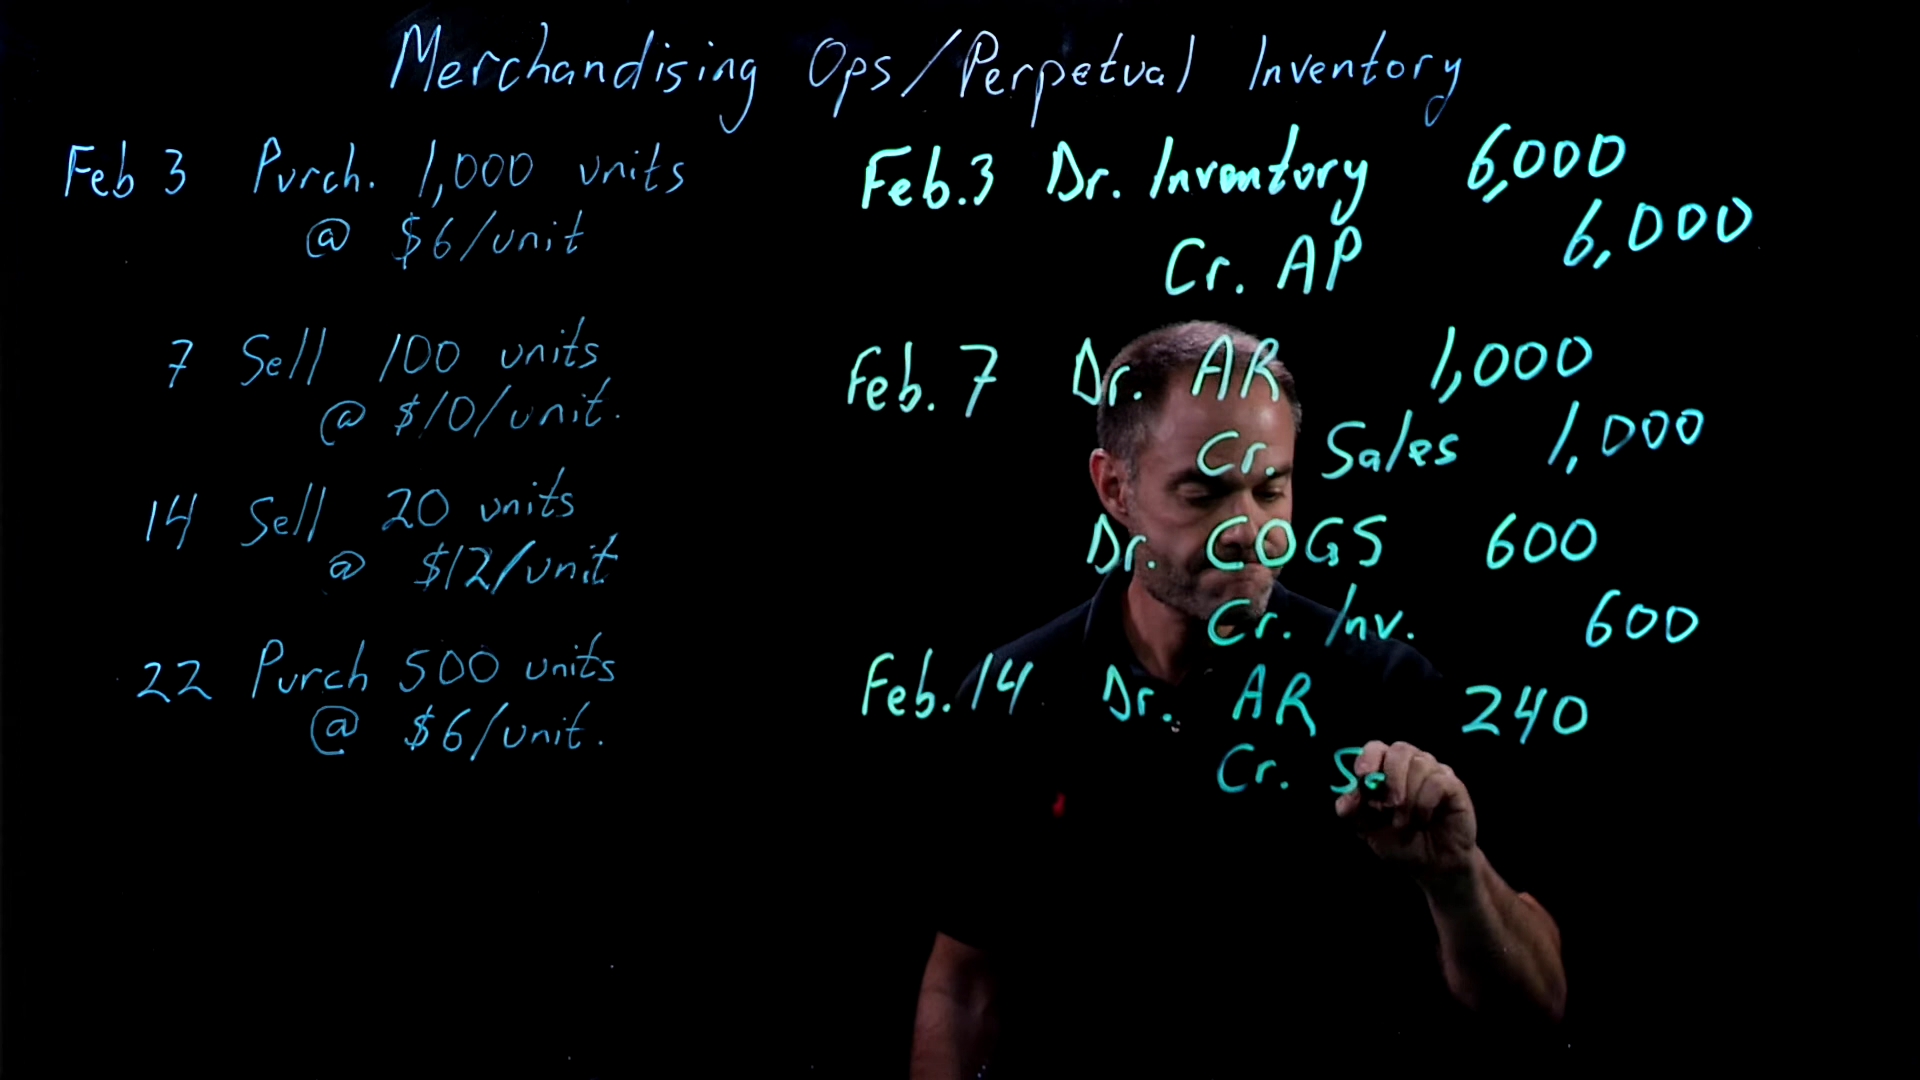 Merchandising Ops/Perpetual Inventory
Feb 3 Purch. 1,000 units
@ $6/unit
7 Sell 100 units
@ $10/unit.
14 Sell 20 units
@ $12/unit
22 Purch 500 units
@ $6/unit.
Feb.3 Dr. Inventory 6,000
Cr. AP 6,000
Feb. 7 Dr. AR 1,000
Cr. Sales 1,000
Dr. COGS 600
Cr. Inv. 600
Feb. 14 Dr. AR 240
Cr. Sa